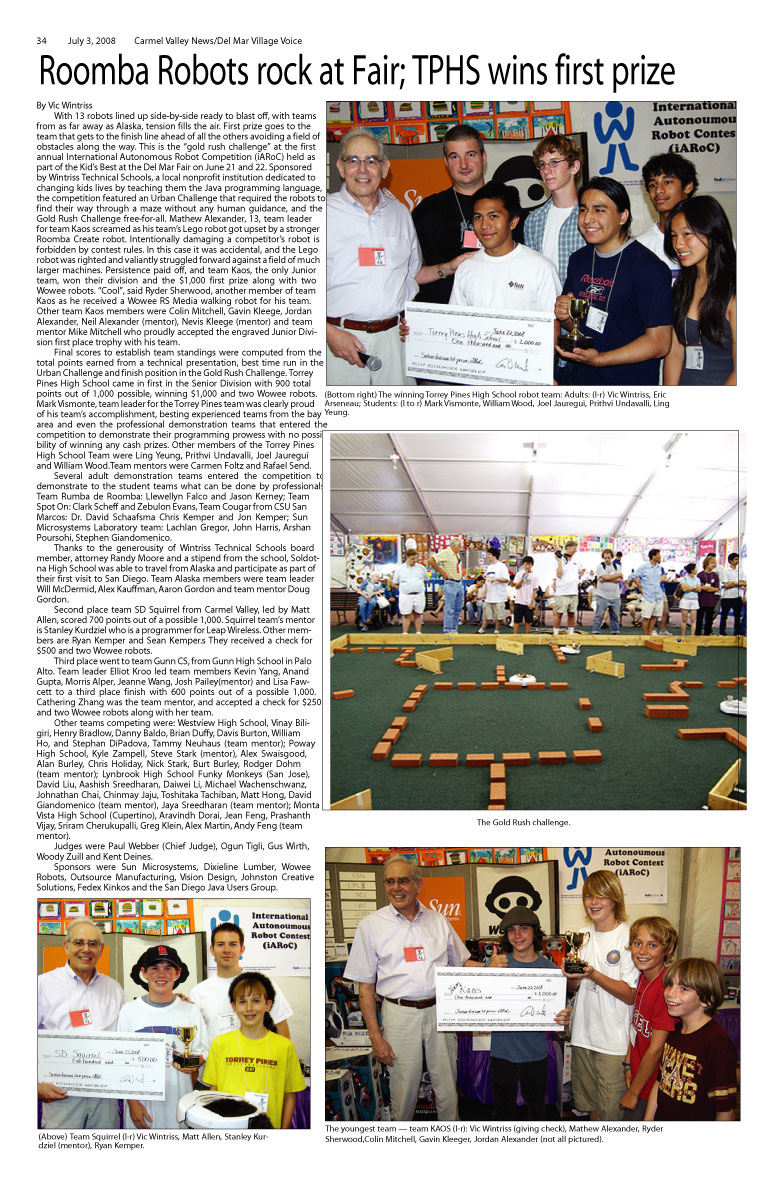 34 July 3, 2008 Carmel Valley News/Del Mar Village Voice
Roomba Robots rock at Fair; TPHS wins first prize
By Vic Wintriss
With 13 robots lined up side-by-side ready to blast off, with teams
from as far away as Alaska, tension fills the air. First prize goes to the
team that gets to the finish line ahead of all the others avoiding a field of
obstacles along the way. This is the "gold rush challenge" at the first
annual International Autonomous Robot Competition (iARoC) held as
part of the Kid's Best at the Del Mar Fair on June 21 and 22. Sponsored
by Wintriss Technical Schools, a local nonprofit institution dedicated to
changing kids lives by teaching them the Java programming language,
the competition featured an Urban Challenge that required the robots to
find their way through a maze without any human guidance, and the
Gold Rush Challenge free-for-all. Mathew Alexander, 13, team leader
for team Kaos screamed as his team's Lego robot got upset by a stronger
Roomba Create robot. Intentionally damaging a competitor's robot is
forbidden by contest rules. In this case it was accidental, and the Lego
robot was righted and valiantly struggled forward against a field of much
larger machines. Persistence paid off, and team Kaos, the only Junior
team, won their division and the $1,000 first prize along with two
Wowee robots. "Cool", said Ryder Sherwood, another member of team
Kaos as he received a Wowee RS Media walking robot for his team.
Other team Kaos members were Colin Mitchell, Gavin Kleege, Jordan
Alexander, Neil Alexander (mentor), Nevis Kleege (mentor) and team
mentor Mike Mitchell who proudly accepted the engraved Junior Divi-
sion first place trophy with his team.
Final scores to establish team standings were computed from the
total points earned from a technical presentation, best time run in the
Urban Challenge and finish position in the Gold Rush Challenge. Torrey
Pines High School came in first in the Senior Division with 900 total
points out of 1,000 possible, winning $1,000 and two Wowee robots.
Mark Vismonte, team leader for the Torrey Pines team was clearly proud
of his team's accomplishment, besting experienced teams from the bay
area and even the professional demonstration teams that entered the
competition to demonstrate their programming prowess with no possi
bility of winning any cash prizes. Other members of the Torrey Pines
High School Team were Ling Yeung, Prithvi Undavalli, Joel Jauregui
and William Wood.Team mentors were Carmen Foltz and Rafael Send.
Several adult demonstration teams entered the competition to
demonstrate to the student teams what can be done by professionals
Team Rumba de Roomba: Llewellyn Falco and Jason Kerney; Team
Spot On: Clark Scheff and Zebulon Evans, Team Cougar from CSU San
Marcos: Dr. David Schaafsma Chris Kemper and Jon Kemper; Sun
Microsystems Laboratory team: Lachlan Gregor, John Harris, Arshan
Poursohi, Stephen Giandomenico.
Thanks to the generousity of Wintriss Technical Schools board
member, attorney Randy Moore and a stipend from the school, Soldot-
na High School was able to travel from Alaska and participate as part of
their first visit to San Diego. Team Alaska members were team leader
Will McDermid, Alex Kauffman, Aaron Gordon and team mentor Doug
Gordon.
Second place team SD Squirrel from Carmel Valley, led by Matt
Allen, scored 700 points out of a possible 1,000. Squirrel team's mentor
is Stanley Kurdziel who is a programmer for Leap Wireless. Other mem-
bers are Ryan Kemper and Sean Kemper.s They received a check for
$500 and two Wowee robots.
Third place went to team Gunn CS, from Gunn High School in Palo
Alto. Team leader Elliot Kroo led team members Kevin Yang, Anand
Gupta, Morris Alper, Jeanne Wang, Josh Pailey(mentor) and Lisa Faw-
cett to a third place finish with 600 points out of a possible 1,000.
Cathering Zhang was the team mentor, and accepted a check for $250
and two Wowee robots along with her team.
Other teams competing were: Westview High School, Vinay Bili-
giri, Henry Bradlow, Danny Baldo, Brian Duffy, Davis Burton, William
Ho, and Stephan DiPadova, Tammy Neuhaus (team mentor); Poway
High School, Kyle Zampell, Steve Stark (mentor), Alex Swaisgood,
Alan Burley, Chris Holiday, Nick Stark, Burt Burley, Rodger Dohm
(team mentor); Lynbrook High School Funky Monkeys (San Jose),
David Liu, Aashish Sreedharan, Daiwei Li, Michael Wachenschwanz,
Johnathan Chai, Chinmay Jaju, Toshitaka Tachiban, Matt Hong, David
Giandomenico (team mentor), Jaya Sreedharan (team mentor); Monta
Vista High School (Cupertino), Aravindh Dorai, Jean Feng, Prashanth
Vijay, Sriram Cherukupalli, Greg Klein, Alex Martin, Andy Feng (team
mentor).
Judges were Paul Webber (Chief Judge), Ogun Tigli, Gus Wirth,
Woody Zuill and Kent Deines.
Sponsors were Sun Microsystems, Dixieline Lumber, Wowee
Robots, Outsource Manufacturing, Vision Design, Johnston Creative
Solutions, Fedex Kinkos and the San Diego Java Users Group.
International
Autonoumou
Robot Contes
(iARoC)
FedEx
Sun
Reebok
Torrey Pines High School June 22, 2008
One thousand and 1,000.00
Senior division 1st prize iARoC
(Bottom right) The winning Torrey Pines High School robot team: Adults: (l-r) Vic Wintriss, Eric
Arseneau; Students: (l to r) Mark Vismonte, William Wood, Joel Jauregui, Prithvi Undavalli, Ling
Yeung.
The Gold Rush challenge.
International
Autonoumous
Robot Contest
(iARoC)
SD Squirrel June 22, 2008
Five hundred and 500.00
Senior division 2nd prize iARoC
TORREY PINES
(Above) Team Squirrel (l-r) Vic Wintriss, Matt Allen, Stanley Kur-
dziel (mentor), Ryan Kemper.
Autonoumous
Robot Contest
(iARoC)
Sun
We
Team Kaos June 22, 2008
One thousand and 1,000.00
Junior division 1st prize iARoC
The youngest team — team KAOS (l-r): Vic Wintriss (giving check), Mathew Alexander, Ryder
Sherwood,Colin Mitchell, Gavin Kleeger, Jordan Alexander (not all pictured).